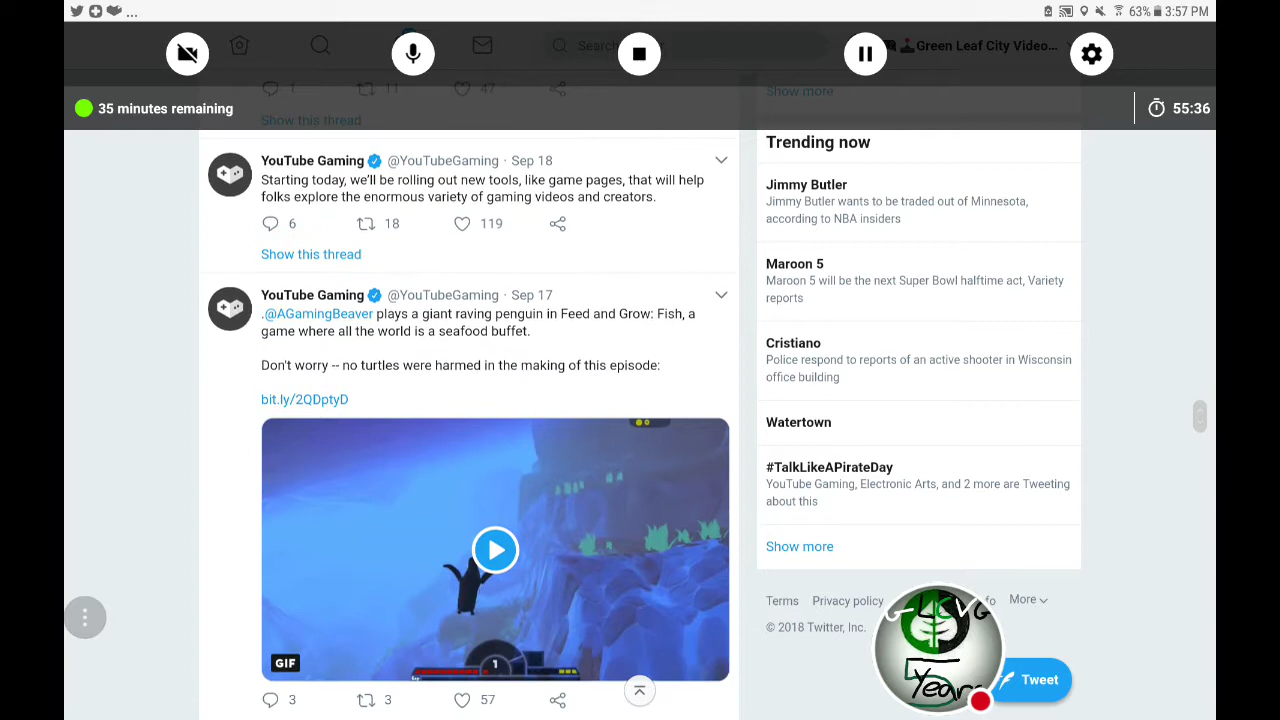 ...
63% 3:57 PM
Search
Green Leaf City Video...
35 minutes remaining
55:36
1 11 47
Show this thread
Show more
YouTube Gaming @YouTubeGaming · Sep 18
Starting today, we'll be rolling out new tools, like game pages, that will help
folks explore the enormous variety of gaming videos and creators.
6 18 119
Show this thread
YouTube Gaming @YouTubeGaming · Sep 17
.@AGamingBeaver plays a giant raving penguin in Feed and Grow: Fish, a
game where all the world is a seafood buffet.
Don't worry -- no turtles were harmed in the making of this episode:
bit.ly/2QDptyD
0
1
GIF
3 3 57
Trending now
Jimmy Butler
Jimmy Butler wants to be traded out of Minnesota,
according to NBA insiders
Maroon 5
Maroon 5 will be the next Super Bowl halftime act, Variety
reports
Cristiano
Police respond to reports of an active shooter in Wisconsin
office building
Watertown
#TalkLikeAPirateDay
YouTube Gaming, Electronic Arts, and 2 more are Tweeting
about this
Show more
Terms Privacy policy More
© 2018 Twitter, Inc.
G-LCVG
5
Years
Tweet